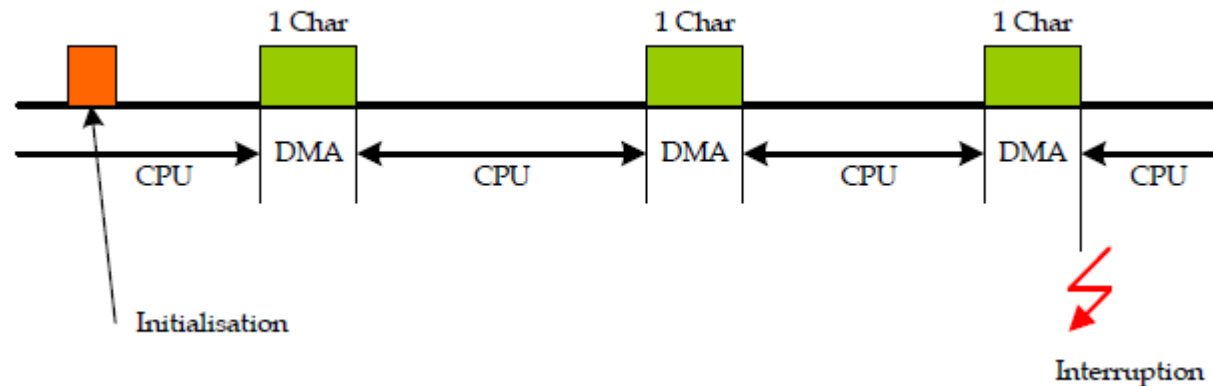 1 Char 1 Char 1 Char
DMA DMA DMA
CPU CPU CPU CPU
Initialisation
Interruption